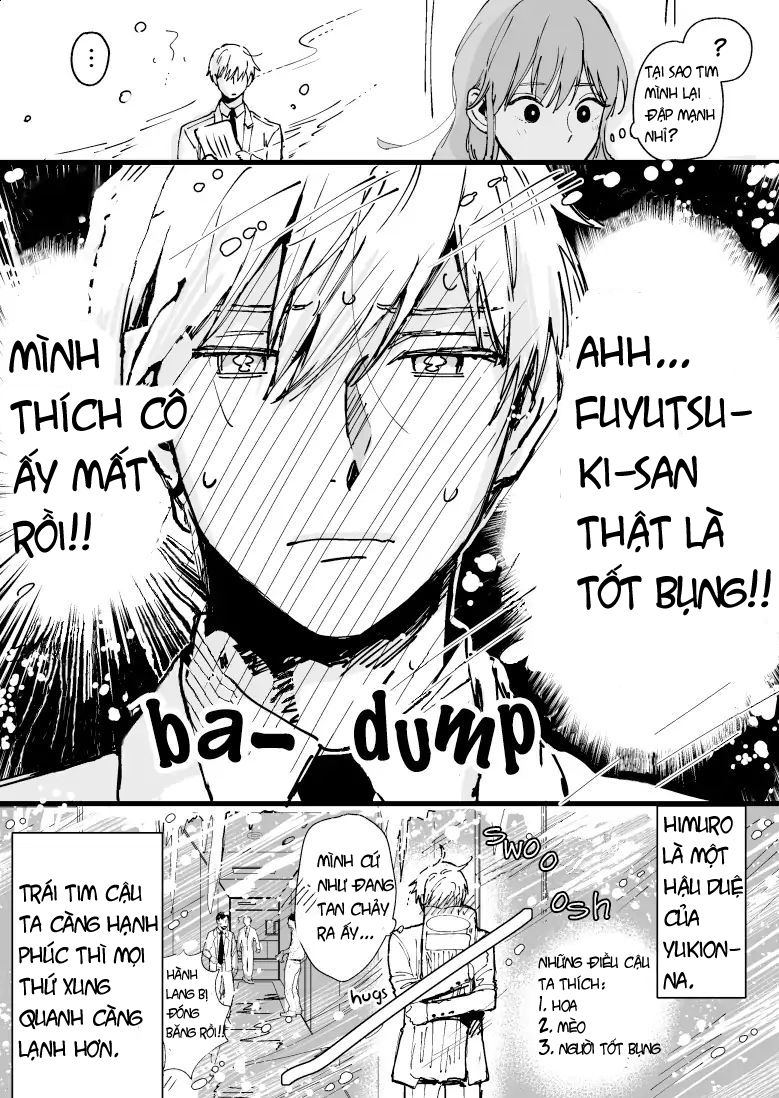 ?
TẠI SAO TIM
MÌNH LẠI
ĐẬP MẠNH
NHỈ?
...
AHH...
FUYUTSU-
KI-SAN
THẬT LÀ
TỐT BỤNG!!
MÌNH
THÍCH CÔ
ẤY MẤT
RỒI!!
ba- dump
HIMURO
LÀ MỘT
HẬU DUỆ
CỦA
YUKION-
NA.
SWOO
OSH
NHỮNG ĐIỀU CẬU
TA THÍCH:
1. HOA
2. MÈO
3. NGƯỜI TỐT BỤNG
MÌNH CỨ
NHƯ ĐANG
TAN CHẢY
RA ẤY...
hugs
HÀNH
LANG BỊ
ĐÓNG
BĂNG RỒI!!
TRÁI TIM CẬU
TA CÀNG HẠNH
PHÚC THÌ MỌI
THỨ XUNG
QUANH CÀNG
LẠNH HƠN.